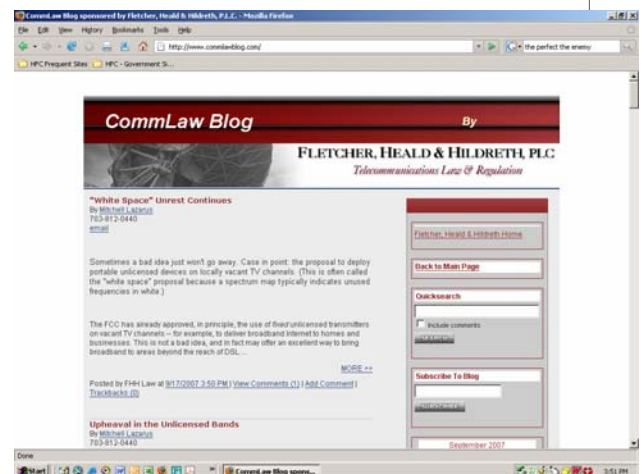 CommLaw Blog sponsored by Fletcher, Heald & Hildreth, P.L.C. - Mozilla Firefox
File Edit View History Bookmarks Tools Help
http://www.commlawblog.com/
the perfect the enemy
HPC Frequent Sites HPC - Government Si...
CommLaw Blog By
FLETCHER, HEALD & HILDRETH, PLC
Telecommunications Law & Regulation
"White Space" Unrest Continues
By Mitchell Lazarus
703-812-0440
email
Sometimes a bad idea just won't go away. Case in point: the proposal to deploy
portable unlicensed devices on locally vacant TV channels. (This is often called
the "white space" proposal because a spectrum map typically indicates unused
frequencies in white.)
The FCC has already approved, in principle, the use of fixed unlicensed transmitters
on vacant TV channels -- for example, to deliver broadband Internet to homes and
businesses. This is not a bad idea, and in fact may offer an excellent way to bring
broadband to areas beyond the reach of DSL ...
MORE >>
Posted by FHH Law at 9/17/2007 3:50 PM | View Comments (1) | Add Comment |
Trackbacks (0)
Upheaval in the Unlicensed Bands
By Mitchell Lazarus
703-812-0440
Fletcher, Heald & Hildreth Home
Back to Main Page
Quicksearch
Include comments
SEARCH
Subscribe To Blog
SUBSCRIBE
September 2007
Done
Start
CommLaw Blog spons...
3:51 PM